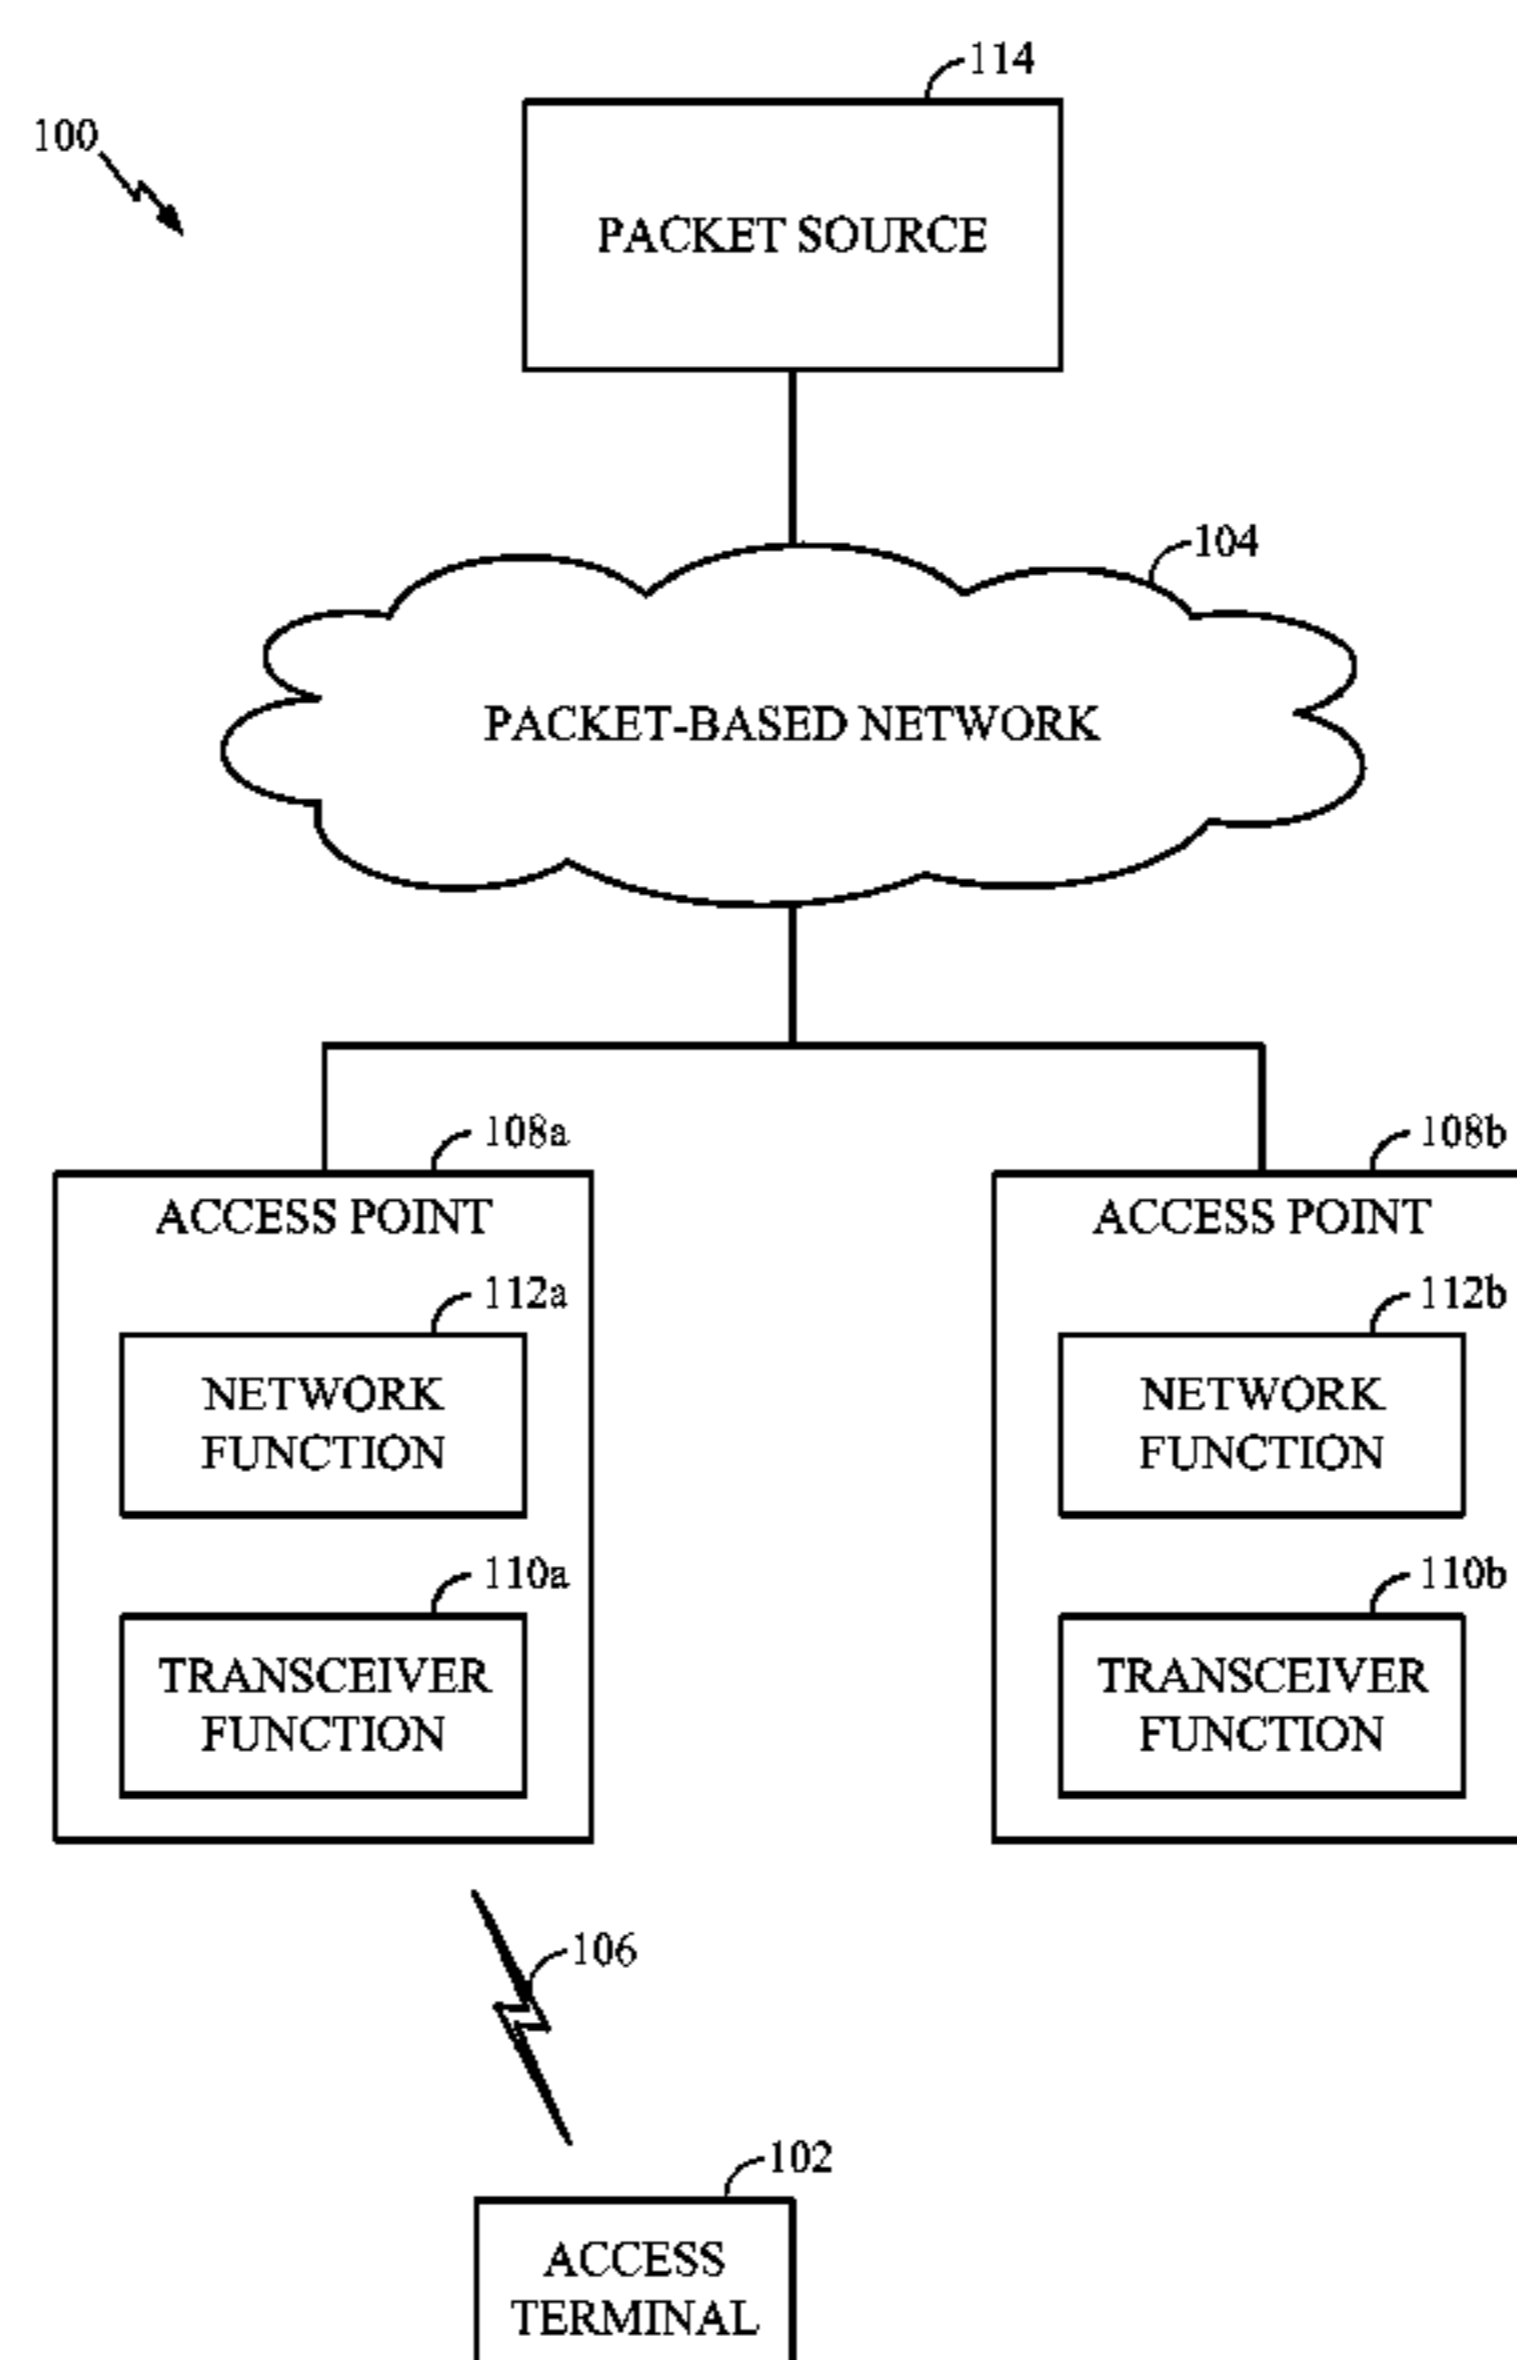 114
100
PACKET SOURCE
104
PACKET-BASED NETWORK
108a
ACCESS POINT
112a
NETWORK
FUNCTION
110a
TRANSCEIVER
FUNCTION
108b
ACCESS POINT
112b
NETWORK
FUNCTION
110b
TRANSCEIVER
FUNCTION
106
102
ACCESS
TERMINAL